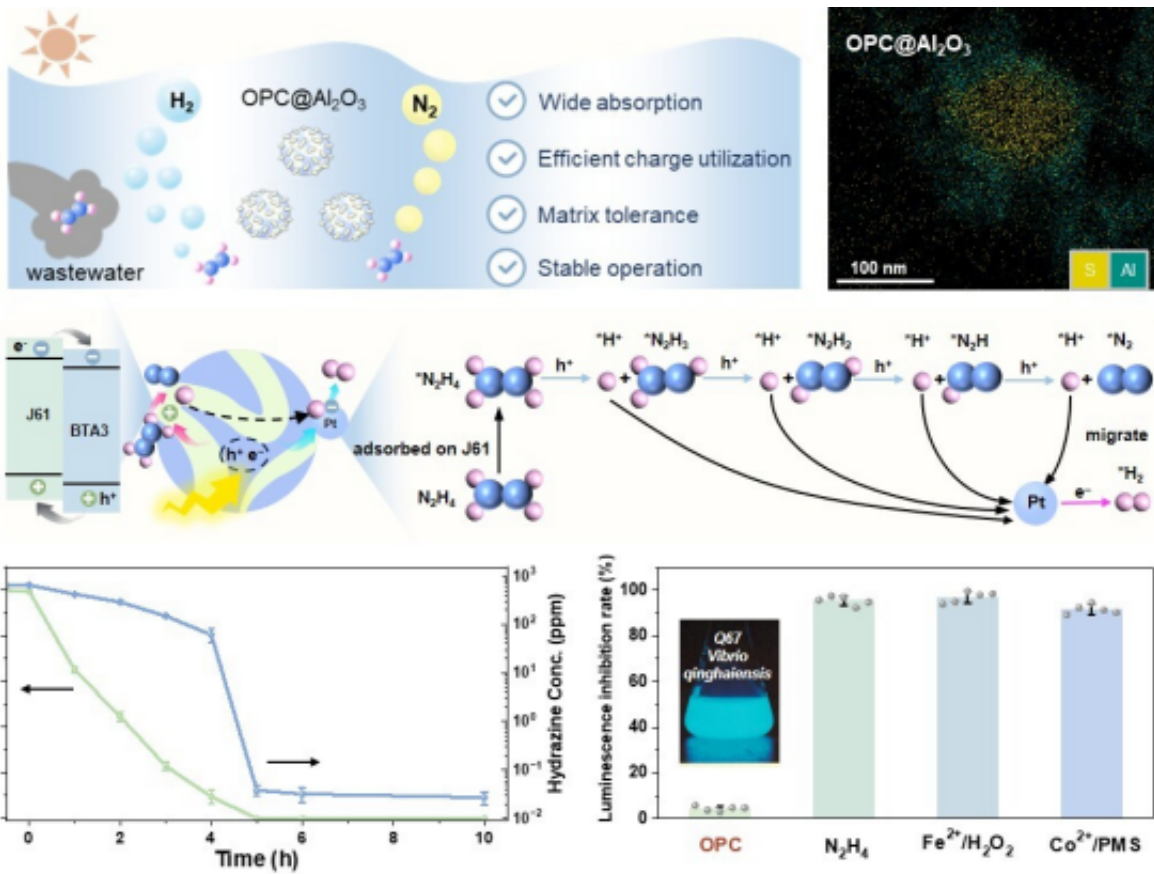 H₂
OPC@Al₂O₃
N₂
Wide absorption
Efficient charge utilization
Matrix tolerance
Stable operation
wastewater
OPC@Al₂O₃
100 nm
S
Al
e⁻
J61
BTA3
h⁺
h⁺ e⁻
Pt
*N₂H₄
adsorbed on J61
N₂H₄
h⁺
*H⁺
*N₂H₃
+
h⁺
*H⁺
*N₂H₂
+
h⁺
*H⁺
*N₂H
+
h⁺
*H⁺
*N₂
+
migrate
*H₂
Pt
e⁻
10³
10²
10¹
10⁰
10⁻¹
10⁻²
Hydrazine Conc. (ppm)
0
2
4
6
8
10
Time (h)
Luminescence inhibition rate (%)
100
80
60
40
20
0
Q67
Vibrio
qinghaiensis
OPC
N₂H₄
Fe²⁺/H₂O₂
Co²⁺/PMS